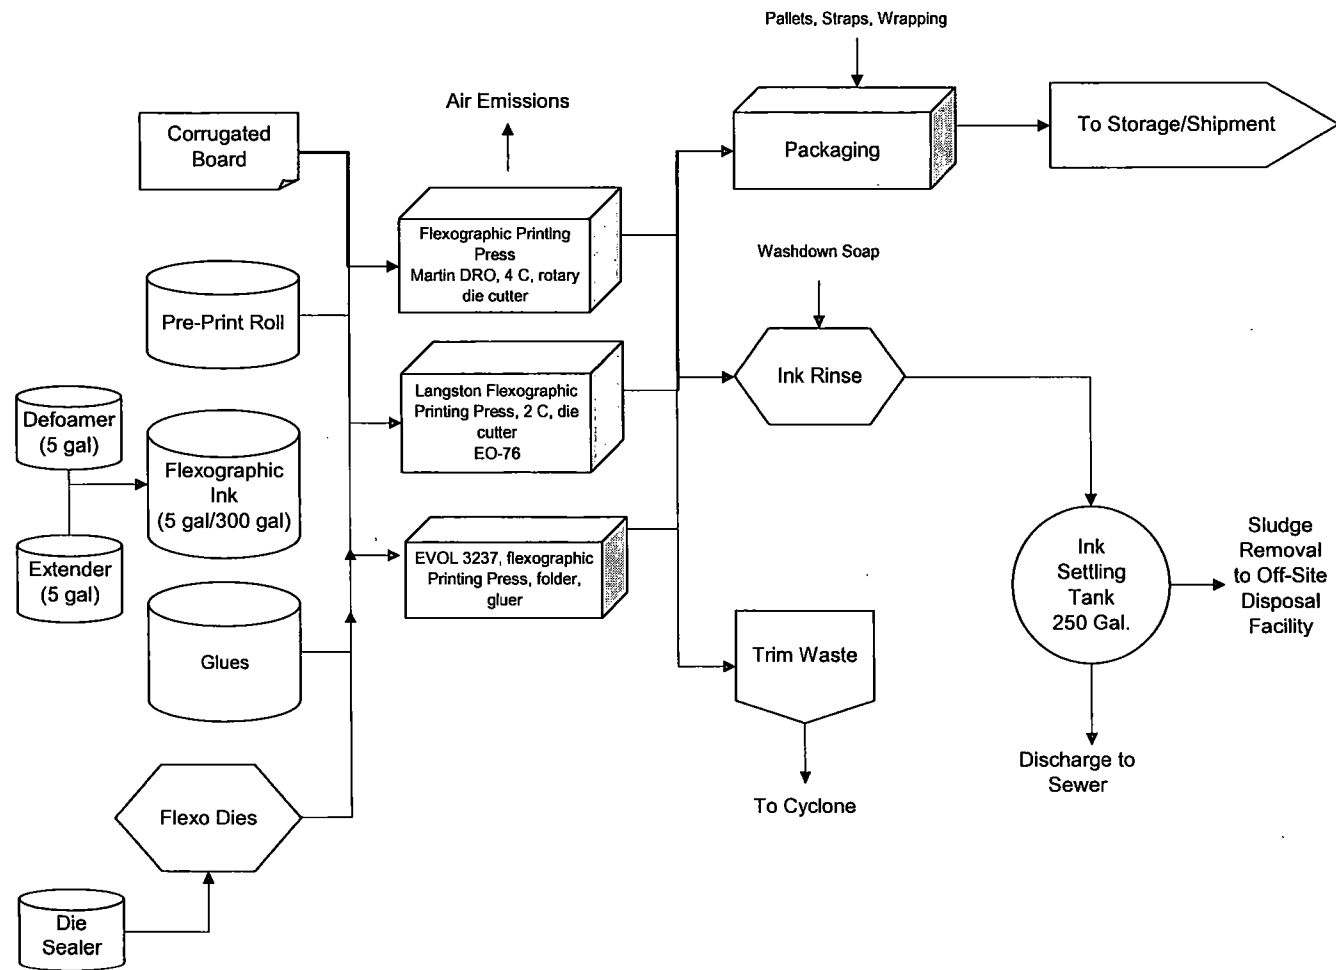 Pallets, Straps, Wrapping
Air Emissions
Corrugated
Board
Packaging
To Storage/Shipment
Flexographic Printing
Press
Martin DRO, 4 C, rotary
die cutter
Washdown Soap
Pre-Print Roll
Ink Rinse
Langston Flexographic
Printing Press, 2 C, die
cutter
EO-76
Defoamer
(5 gal)
Flexographic
Ink
(5 gal/300 gal)
Extender
(5 gal)
EVOL 3237, flexographic
Printing Press, folder,
gluer
Ink
Settling
Tank
250 Gal.
Sludge
Removal
to Off-Site
Disposal
Facility
Glues
Trim Waste
Discharge to
Sewer
To Cyclone
Flexo Dies
Die
Sealer